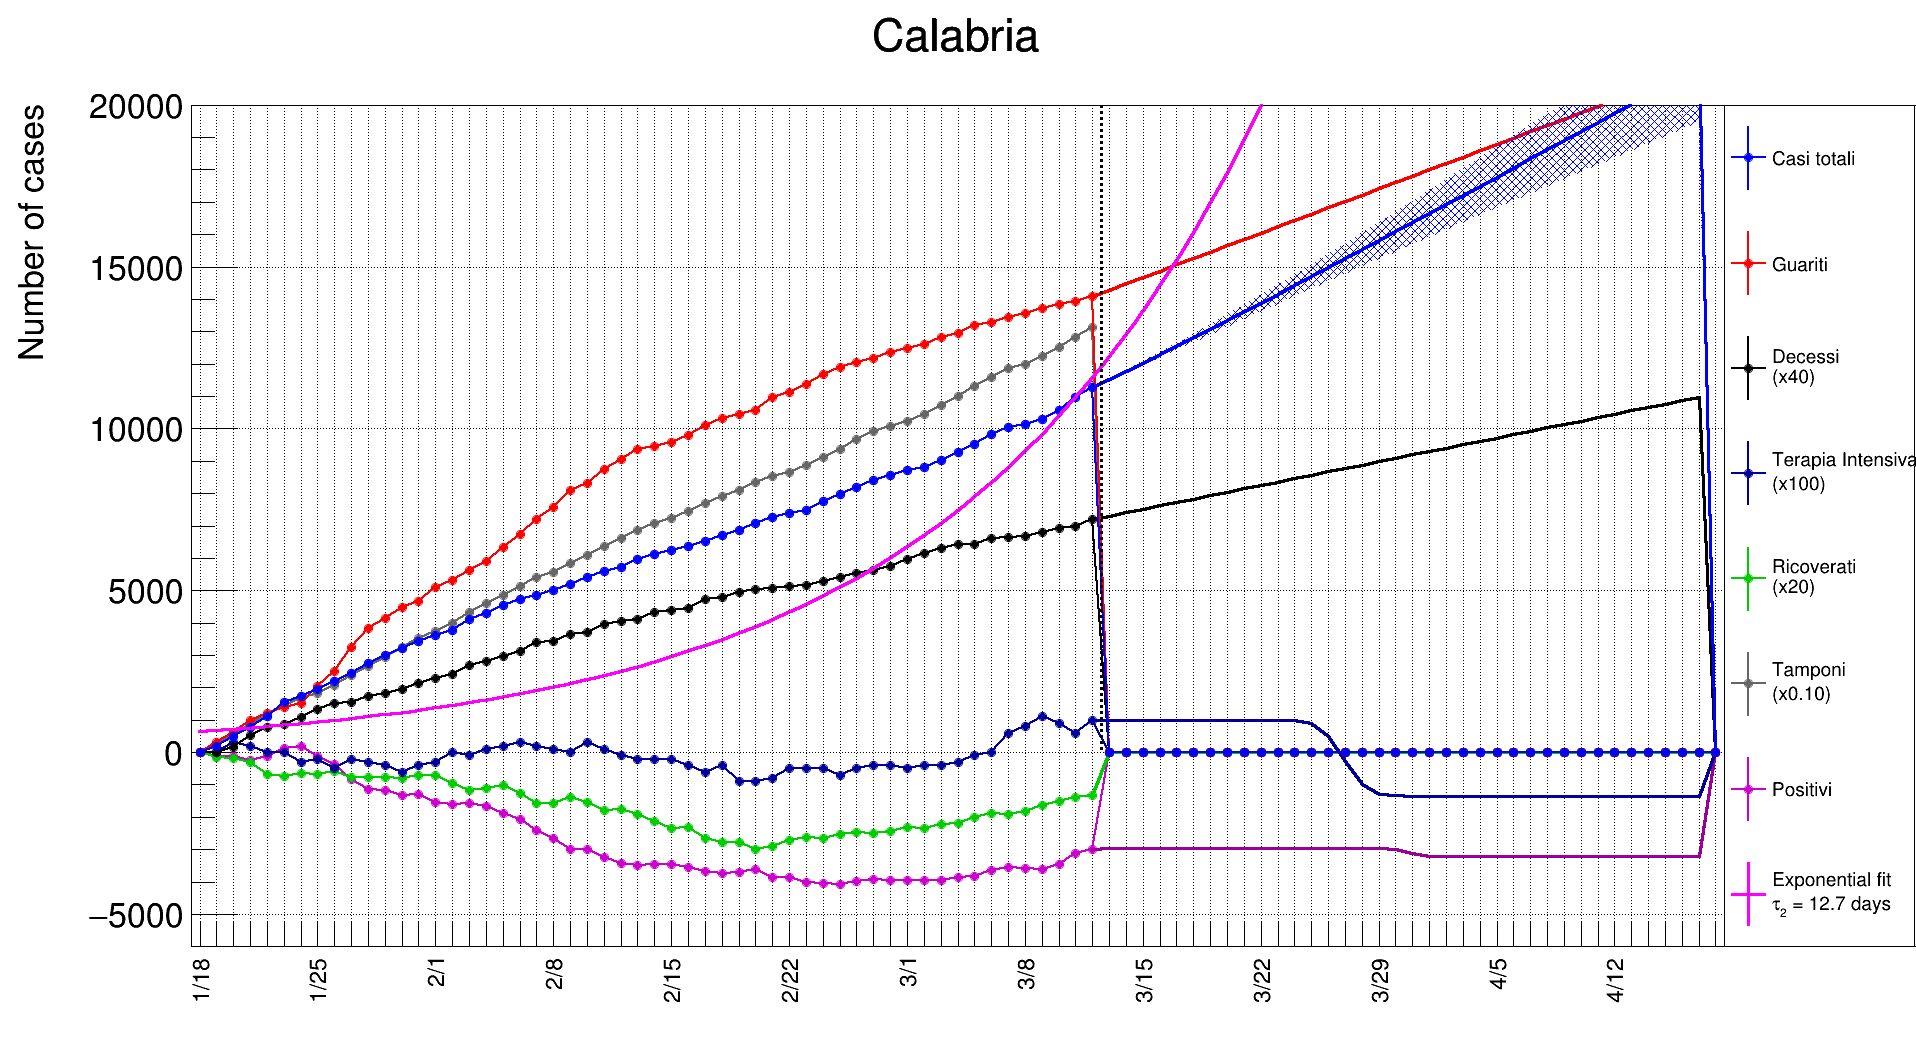 Calabria
Number of cases
20000
15000
10000
5000
0
−5000
1/18
1/25
2/1
2/8
2/15
2/22
3/1
3/8
3/15
3/22
3/29
4/5
4/12
Casi totali
Guariti
Decessi
(x40)
Terapia Intensiva
(x100)
Ricoverati
(x20)
Tamponi
(x0.10)
Positivi
Exponential fit
τ2 = 12.7 days